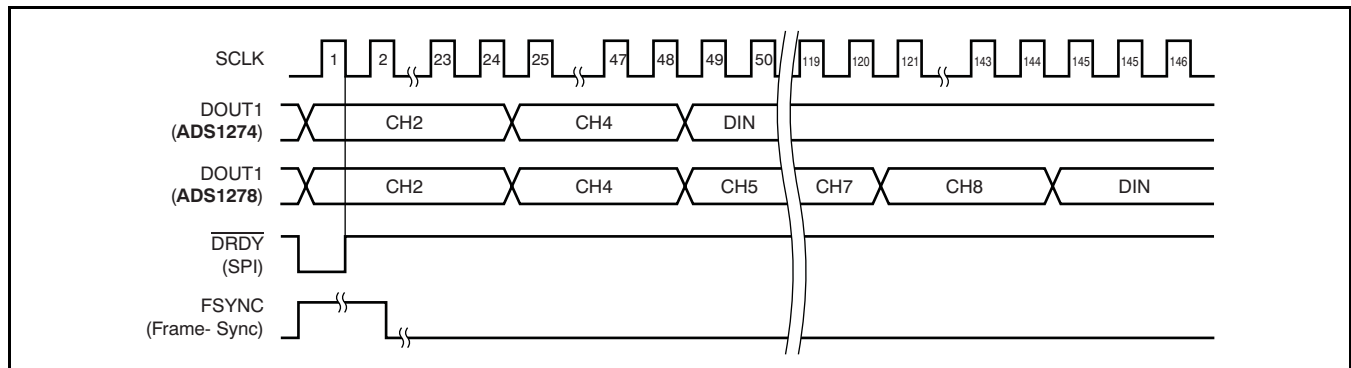 SCLK 1 2 23 24 25 47 48 49 50 119 120 121 143 144 145 145 146
DOUT1
(ADS1274) CH2 CH4 DIN
DOUT1
(ADS1278) CH2 CH4 CH5 CH7 CH8 DIN
DRDY
(SPI)
FSYNC
(Frame- Sync)